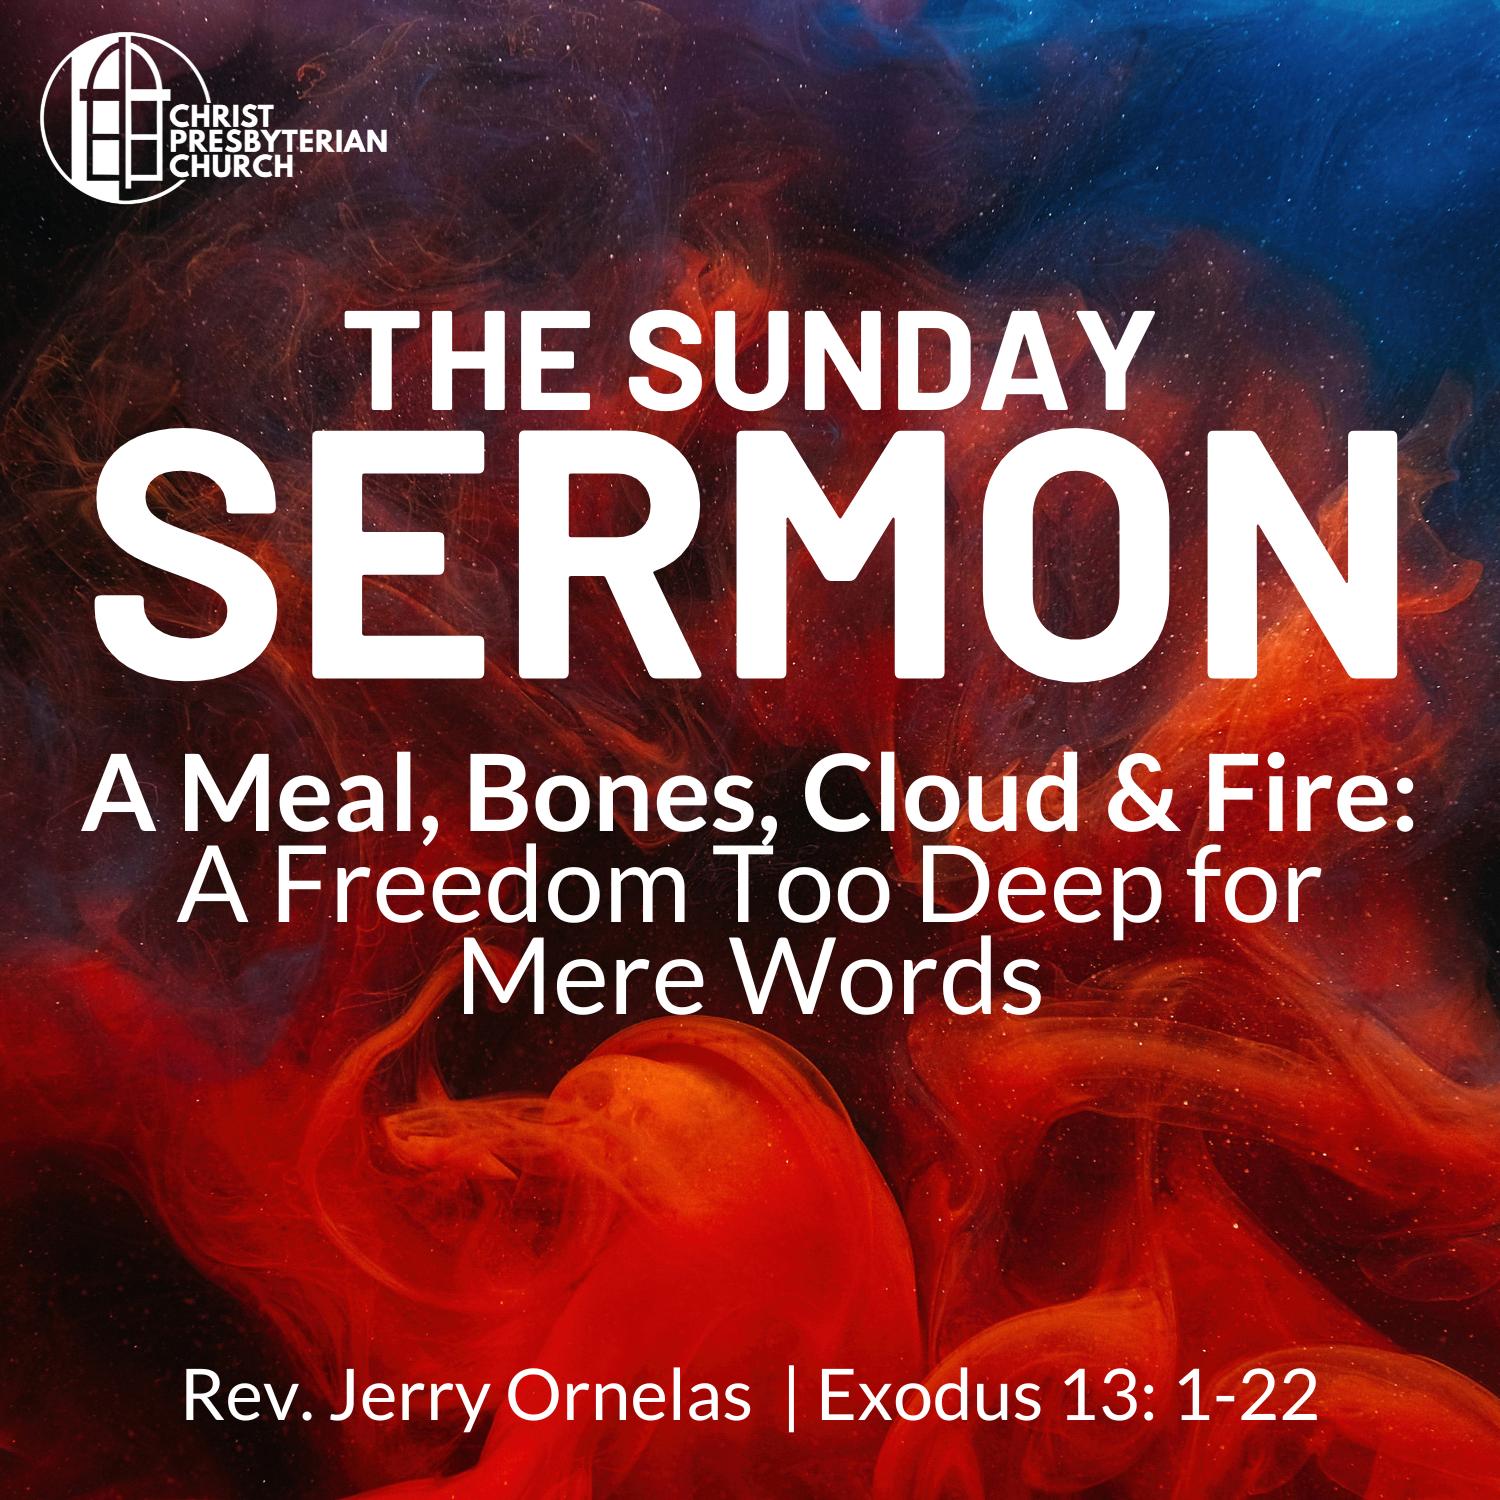 CHRIST
PRESBYTERIAN
CHURCH
THE SUNDAY
SERMON
A Meal, Bones, Cloud & Fire:
A Freedom Too Deep for
Mere Words
Rev. Jerry Ornelas | Exodus 13: 1-22